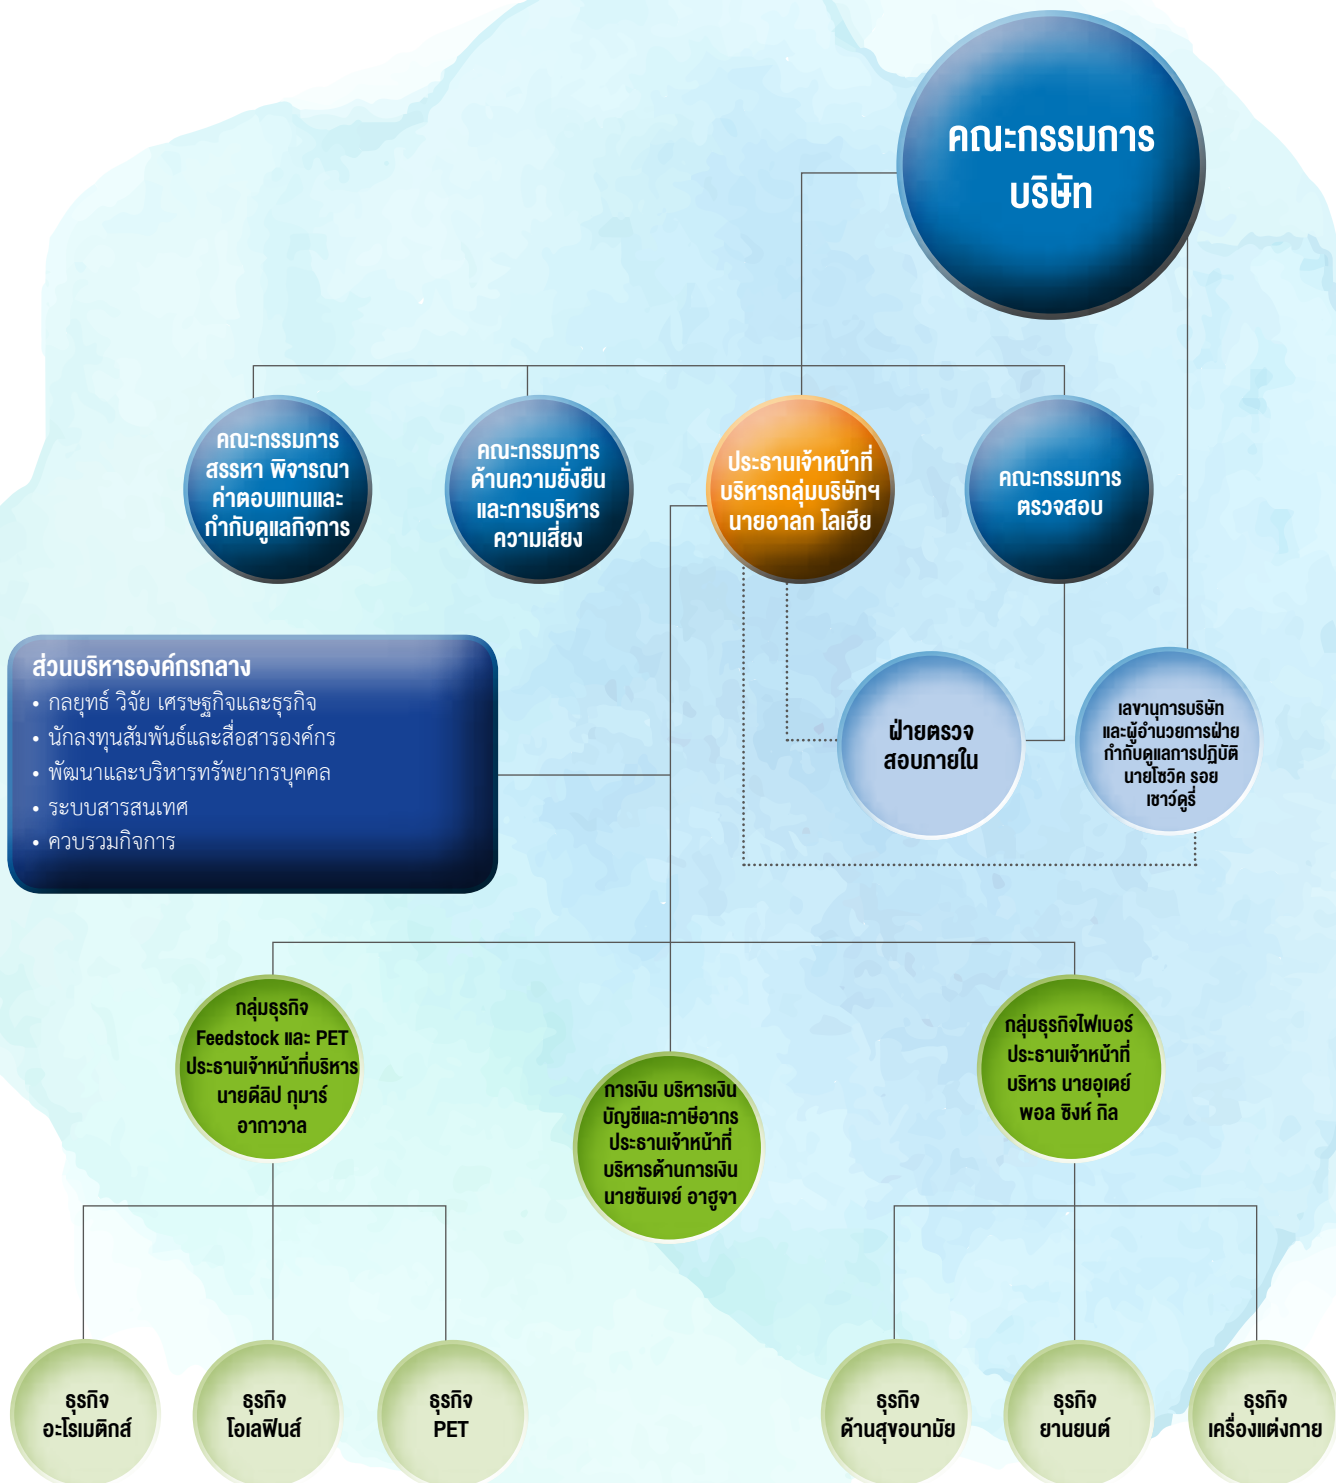 คณะกรรมการ
บริษัท
คณะกรรมการ
สรรหา พิจารณา
ค่าตอบแทนและ
กำกับดูแลกิจการ
คณะกรรมการ
ด้านความยั่งยืน
และการบริหาร
ความเสี่ยง
ประธานเจ้าหน้าที่
บริหารกลุ่มบริษัทฯ
นายอาลก โลเฮีย
คณะกรรมการ
ตรวจสอบ
ส่วนบริหารองค์กรกลาง
• กลยุทธ์ วิจัย เศรษฐกิจและธุรกิจ
• นักลงทุนสัมพันธ์และสื่อสารองค์กร
• พัฒนาและบริหารทรัพยากรบุคคล
• ระบบสารสนเทศ
• ควบรวมกิจการ
ฝ่ายตรวจ
สอบภายใน
เลขานุการบริษัท
และผู้อำนวยการฝ่าย
กำกับดูแลการปฏิบัติ
นายโซวิค รอย
เชาว์ดูรี่
กลุ่มธุรกิจ
Feedstock และ PET
ประธานเจ้าหน้าที่บริหาร
นายดีลิป กุมาร์
อากาวาล
การเงิน บริหารเงิน
บัญชีและภาษีอากร
ประธานเจ้าหน้าที่
บริหารด้านการเงิน
นายซันเจย์ อาฮูจา
กลุ่มธุรกิจไฟเบอร์
ประธานเจ้าหน้าที่
บริหาร นายอุเดย์
พอล ซิงห์ กิล
ธุรกิจ
อะโรเมติกส์
ธุรกิจ
โอเลฟินส์
ธุรกิจ
PET
ธุรกิจ
ด้านสุขอนามัย
ธุรกิจ
ยานยนต์
ธุรกิจ
เครื่องแต่งกาย